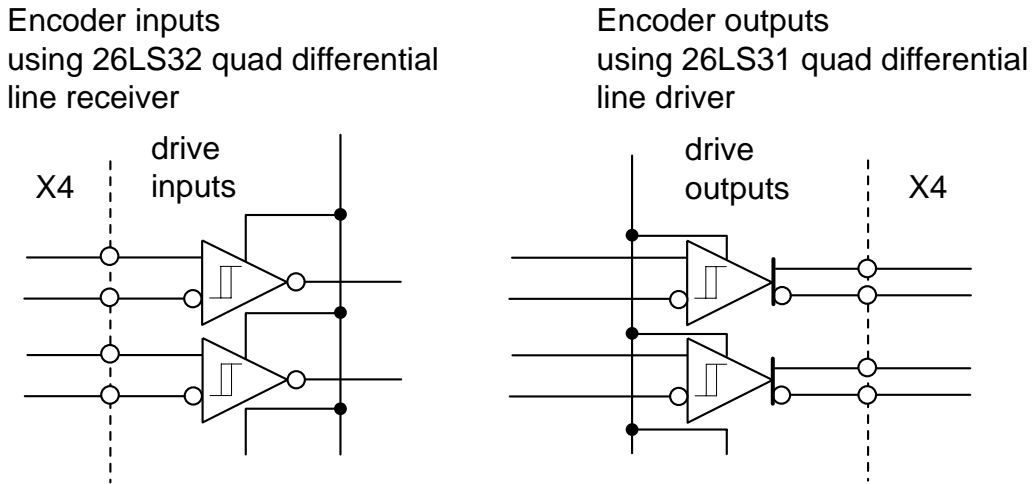 Encoder inputs
using 26LS32 quad differential
line receiver
drive
inputs
X4
Encoder outputs
using 26LS31 quad differential
line driver
drive
outputs
X4